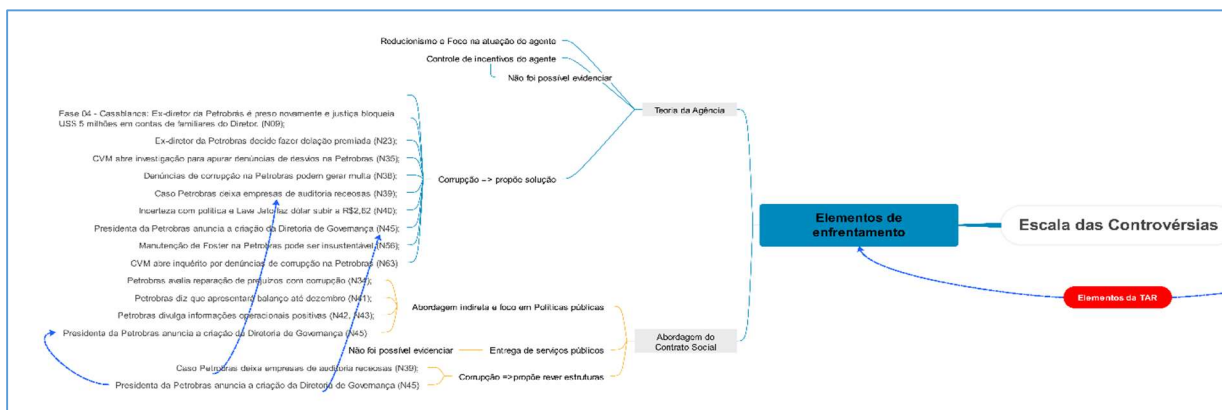 Reducionismo e Foco na atuação do agente
Controle de incentivos do agente
Não foi possível evidenciar
Teoria da Agência
Fase 04 - Casablanca: Ex-diretor da Petrobrás é preso novamente e justiça bloqueia
US$ 5 milhões em contas de familiares do Diretor. (N09);
Ex-diretor da Petrobras decide fazer delação premiada (N23);
CVM abre investigação para apurar denúncias de desvios na Petrobras (N35)
Denúncias de corrupção na Petrobras podem gerar multa (N38);
Caso Petrobras deixa empresas de auditoria receosas (N39);
Incerteza com política e Lava Jato faz dólar subir a R$2,62 (N40);
Presidenta da Petrobras anuncia a criação da Diretoria de Governança (N45);
Manutenção de Foster na Petrobras pode ser insustentável (N56);
CVM abre inquérito por denúncias de corrupção na Petrobras (N63)
Corrupção => propõe solução
Elementos de
enfrentamento
Escala das Controvérsias
Elementos da TAR
Petrobras avalia reparação de prejuízos com corrupção (N34);
Petrobras diz que apresentará balanço até dezembro (N41);
Petrobras divulga informações operacionais positivas (N42, N43);
Presidenta da Petrobras anuncia a criação da Diretoria de Governança (N45)
Abordagem indireta e foco em Políticas públicas
Abordagem do
Contrato Social
Não foi possível evidenciar
Entrega de serviços públicos
Caso Petrobras deixa empresas de auditoria receosas (N39);
Presidenta da Petrobras anuncia a criação da Diretoria de Governança (N45)
Corrupção =>propõe rever estruturas